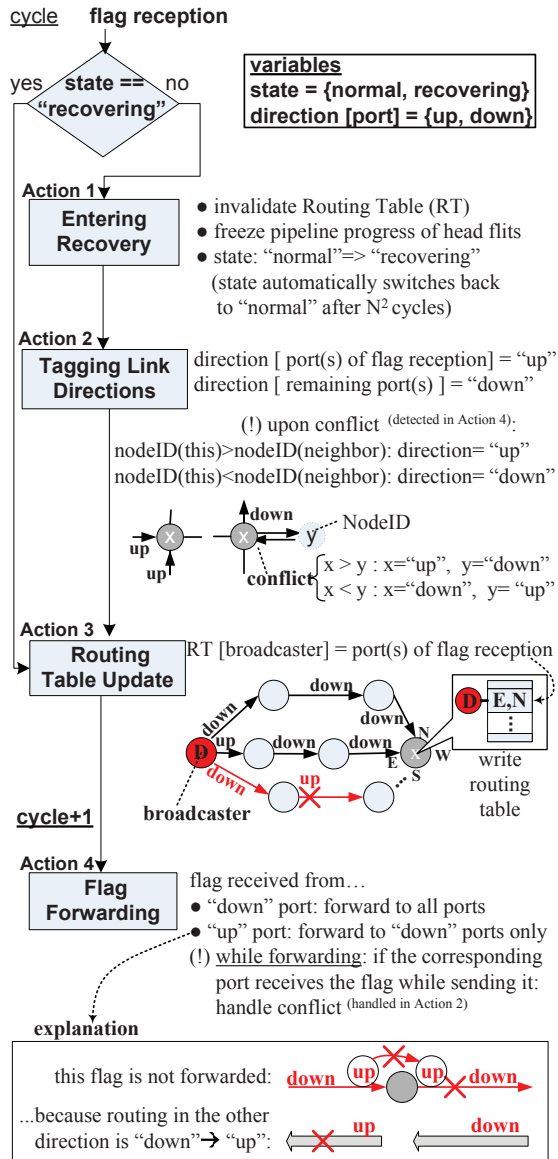 cycle flag reception
yes state == no
“recovering”
variables
state = {normal, recovering}
direction [port] = {up, down}
Action 1
Entering
Recovery
● invalidate Routing Table (RT)
● freeze pipeline progress of head flits
● state: “normal”=> “recovering”
(state automatically switches back
to “normal” after N² cycles)
Action 2
Tagging Link
Directions
direction [ port(s) of flag reception] = “up”
direction [ remaining port(s) ] = “down”
(!) upon conflict (detected in Action 4):
nodeID(this)>nodeID(neighbor): direction= “up”
nodeID(this)<nodeID(neighbor): direction= “down”
down
NodeID
x
x
y
up
up
conflict
x > y : x=“up”, y=“down”
x < y : x=“down”, y= “up”
Action 3
Routing
Table Update
RT [broadcaster] = port(s) of flag reception
D E,N
⋮
write
routing
table
down
down
down
D
up
down
down
N
x
W
E
S
down
up
broadcaster
cycle+1
Action 4
Flag
Forwarding
flag received from…
● “down” port: forward to all ports
● “up” port: forward to “down” ports only
(!) while forwarding: if the corresponding
port receives the flag while sending it:
handle conflict (handled in Action 2)
explanation
this flag is not forwarded:
down
up
up
down
...because routing in the other
direction is “down”➔ “up”:
up
down